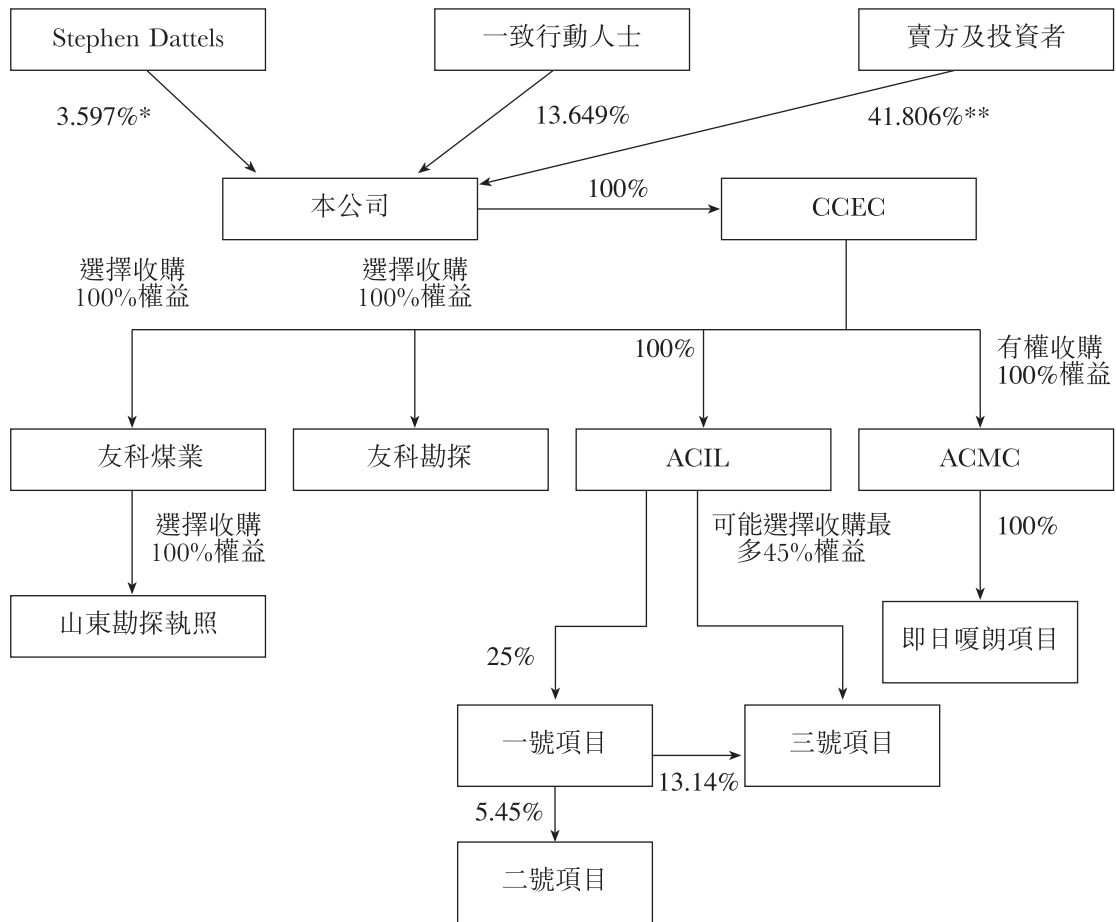 Stephen Dattels
一致行動人士
賣方及投資者
3.597%*
13.649%
41.806%**
本公司
100%
CCEC
選擇收購
100%權益
選擇收購
100%權益
100%
有權收購
100%權益
友科煤業
友科勘探
ACIL
ACMC
選擇收購
100%權益
可能選擇收購最
多45%權益
100%
山東勘探執照
即日嘎朗項目
25%
一號項目
三號項目
13.14%
5.45%
二號項目